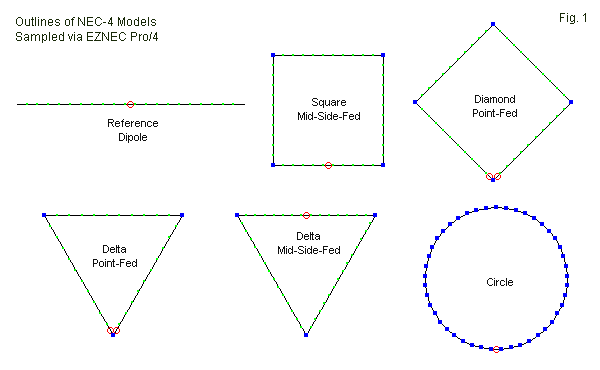 Outlines of NEC-4 Models
Sampled via EZNEC Pro/4
Fig. 1
Reference
Dipole
Square
Mid-Side-Fed
Diamond
Point-Fed
Delta
Point-Fed
Delta
Mid-Side-Fed
Circle